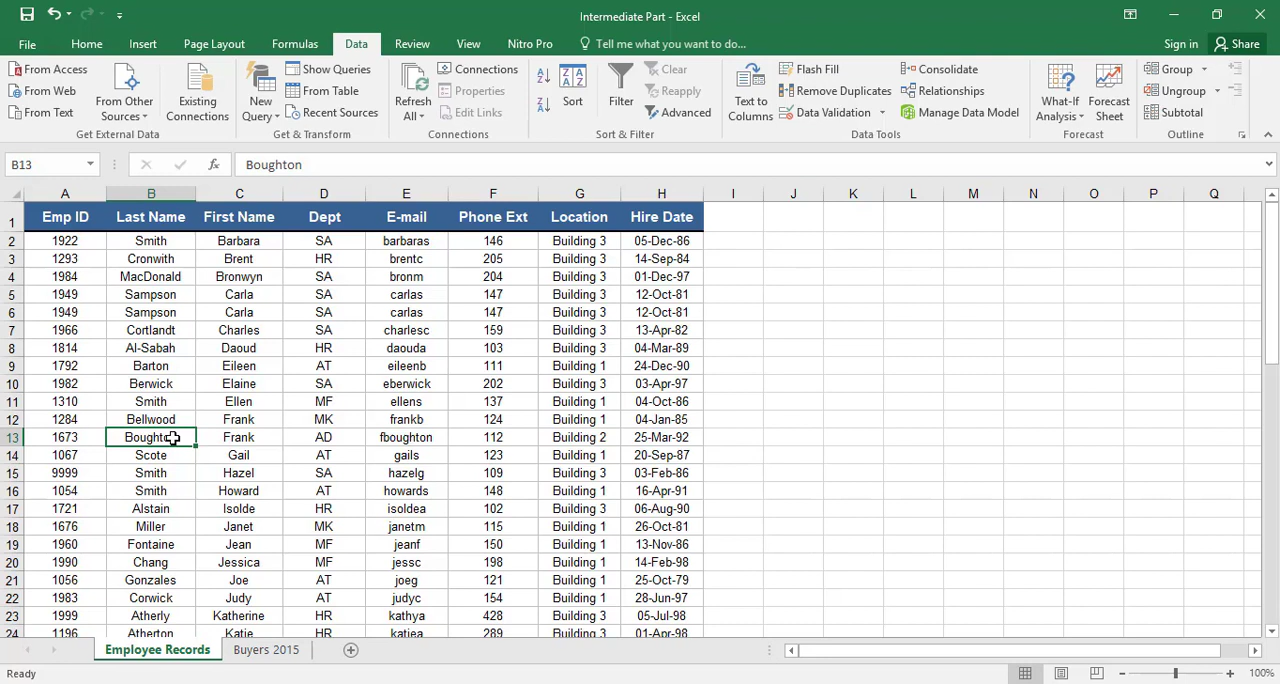 Intermediate Part - Excel
File Home Insert Page Layout Formulas Data Review View Nitro Pro Tell me what you want to do... Sign in Share
From Access
From Web
From Text
From Other Sources
Existing Connections
Get External Data
New Query
Show Queries
From Table
Recent Sources
Get & Transform
Refresh All
Connections
Properties
Edit Links
Connections
Sort
Filter
Clear
Reapply
Advanced
Sort & Filter
Text to Columns
Flash Fill
Remove Duplicates
Data Validation
Consolidate
Relationships
Manage Data Model
Data Tools
What-If Analysis
Forecast Sheet
Forecast
Group
Ungroup
Subtotal
Outline
B13 fx Boughton
A B C D E F G H I J K L M N O P Q
1 Emp ID Last Name First Name Dept E-mail Phone Ext Location Hire Date
2 1922 Smith Barbara SA barbaras 146 Building 3 05-Dec-86
3 1293 Cronwith Brent HR brentc 205 Building 3 14-Sep-84
4 1984 MacDonald Bronwyn SA bronm 204 Building 3 01-Dec-97
5 1949 Sampson Carla SA carlas 147 Building 3 12-Oct-81
6 1949 Sampson Carla SA carlas 147 Building 3 12-Oct-81
7 1966 Cortlandt Charles SA charlesc 159 Building 3 13-Apr-82
8 1814 Al-Sabah Daoud HR daouda 103 Building 3 04-Mar-89
9 1792 Barton Eileen AT eileenb 111 Building 1 24-Dec-90
10 1982 Berwick Elaine SA eberwick 202 Building 3 03-Apr-97
11 1310 Smith Ellen MF ellens 137 Building 1 04-Oct-86
12 1284 Bellwood Frank MK frankb 124 Building 1 04-Jan-85
13 1673 Boughton Frank AD fboughton 112 Building 2 25-Mar-92
14 1067 Scote Gail AT gails 123 Building 1 20-Sep-87
15 9999 Smith Hazel SA hazelg 109 Building 3 03-Feb-86
16 1054 Smith Howard AT howards 148 Building 1 16-Apr-91
17 1721 Alstain Isolde HR isoldea 102 Building 3 06-Aug-90
18 1676 Miller Janet MK janetm 115 Building 1 26-Oct-81
19 1960 Fontaine Jean MF jeanf 150 Building 1 13-Nov-86
20 1990 Chang Jessica MF jessc 198 Building 1 14-Feb-98
21 1056 Gonzales Joe AT joeg 121 Building 1 25-Oct-79
22 1983 Corwick Judy AT judyc 154 Building 1 28-Jun-97
23 1999 Atherly Katherine HR kathya 428 Building 3 05-Jul-98
24 1196 Atherton Katie HR katiea 289 Building 3 01-Apr-98
Employee Records Buyers 2015
Ready 100%